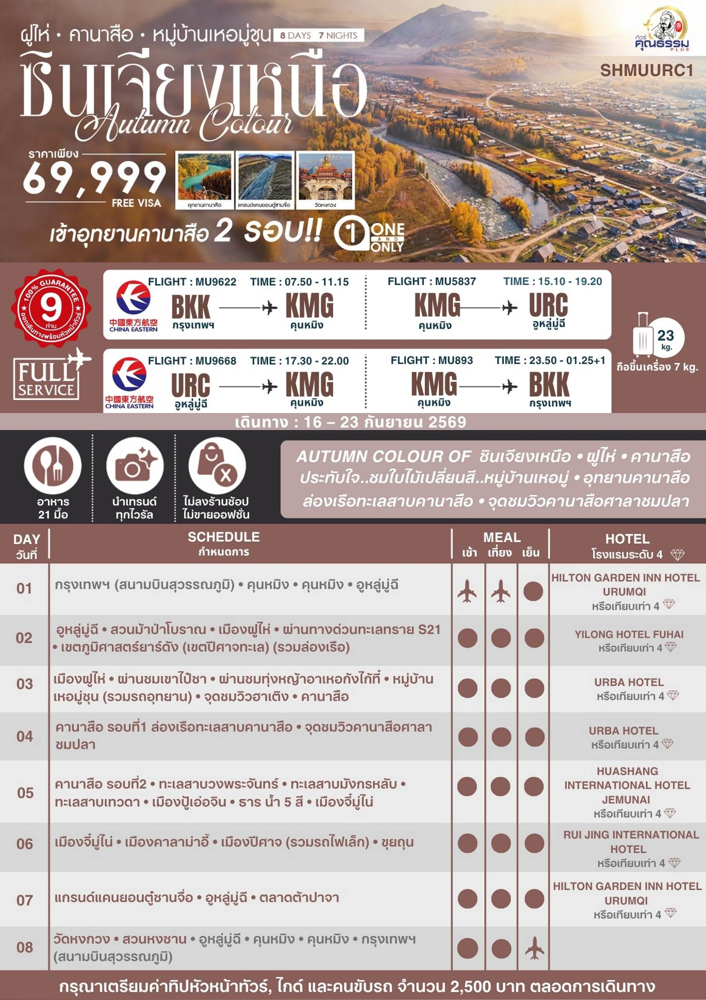 ฝูไห่ • คานาสือ • หมู่บ้านเหอมู่ชุน 8 DAYS 7 NIGHTS
ซินเจียงเหนือ
Autumn Colour
ทัวร์
คุณธรรม
PLUS
SHMUURC1
ราคาเพียง
69,999
FREE VISA
อุทยานคานาสือ
แกรนด์แคนยอนตู๋ซานจื่อ
วัดหงกวง
เข้าอุทยานคานาสือ 2 รอบ!!
1 ONE
AND
ONLY
100% GUARANTEE
9
ท่าน
ออกเดินทางพร้อมหัวหน้าทัวร์
FULL
SERVICE
FLIGHT : MU9622 TIME : 07.50 - 11.15
BKK KMG
กรุงเทพฯ คุนหมิง
FLIGHT : MU5837 TIME : 15.10 - 19.20
KMG URC
คุนหมิง อูหลู่มู่ฉี
中國東方航空
CHINA EASTERN
FLIGHT : MU9668 TIME : 17.30 - 22.00
URC KMG
อูหลู่มู่ฉี คุนหมิง
FLIGHT : MU893 TIME : 23.50 - 01.25+1
KMG BKK
คุนหมิง กรุงเทพฯ
中國東方航空
CHINA EASTERN
23
kg.
ถือขึ้นเครื่อง 7 kg.
เดินทาง : 16 – 23 กันยายน 2569
อาหาร
21 มื้อ
นำเทรนด์
ทุกไวรัล
X
ไม่ลงร้านช้อป
ไม่ขายออฟชั่น
AUTUMN COLOUR OF ซินเจียงเหนือ • ฝูไห่ • คานาสือ
ประทับใจ..ชมใบไม้เปลี่ยนสี..หมู่บ้านเหอมู่ • อุทยานคานาสือ
ล่องเรือทะเลสาบคานาสือ • จุดชมวิวคานาสือศาลาชมปลา
DAY
วันที่
SCHEDULE
กำหนดการ
MEAL
เช้า เที่ยง เย็น
HOTEL
โรงแรมระดับ 4
01
กรุงเทพฯ (สนามบินสุวรรณภูมิ) • คุนหมิง • คุนหมิง • อูหลู่มู่ฉี
HILTON GARDEN INN HOTEL
URUMQI
หรือเทียบเท่า 4
02
อูหลู่มู่ฉี • สวนม้าป่าโบราณ • เมืองฝูไห่ • ผ่านทางด่วนทะเลทราย S21
• เขตภูมิศาสตร์ยาร์ดัง (เขตปีศาจทะเล) (รวมล่องเรือ)
YILONG HOTEL FUHAI
หรือเทียบเท่า 4
03
เมืองฝูไห่ • ผ่านชมเขาไป๋ซา • ผ่านชมทุ่งหญ้าอาเหอกังไก้ที่ • หมู่บ้าน
เหอมู่ชุน (รวมรถอุทยาน) • จุดชมวิวฮาเติง • คานาสือ
URBA HOTEL
หรือเทียบเท่า 4
04
คานาสือ รอบที่1 ล่องเรือทะเลสาบคานาสือ • จุดชมวิวคานาสือศาลา
ชมปลา
URBA HOTEL
หรือเทียบเท่า 4
05
คานาสือ รอบที่2 • ทะเลสาบวงพระจันทร์ • ทะเลสาบมังกรหลับ •
ทะเลสาบเทวดา • เมืองปู้เอ่อจิน • ธาร น้ำ 5 สี • เมืองจี๋มู่ไน่
HUASHANG
INTERNATIONAL HOTEL
JEMUNAI
หรือเทียบเท่า 4
06
เมืองจี๋มู่ไน่ • เมืองคาลาม่าอี้ • เมืองปีศาจ (รวมรถไฟเล็ก) • ขุยถุน
RUI JING INTERNATIONAL
HOTEL
หรือเทียบเท่า 4
07
แกรนด์แคนยอนตู๋ซานจื่อ • อูหลู่มู่ฉี • ตลาดต้าปาจา
HILTON GARDEN INN HOTEL
URUMQI
หรือเทียบเท่า 4
08
วัดหงกวง • สวนหงซาน • อูหลู่มู่ฉี • คุนหมิง • คุนหมิง • กรุงเทพฯ
(สนามบินสุวรรณภูมิ)
กรุณาเตรียมค่าทิปหัวหน้าทัวร์, ไกด์ และคนขับรถ จำนวน 2,500 บาท ตลอดการเดินทาง